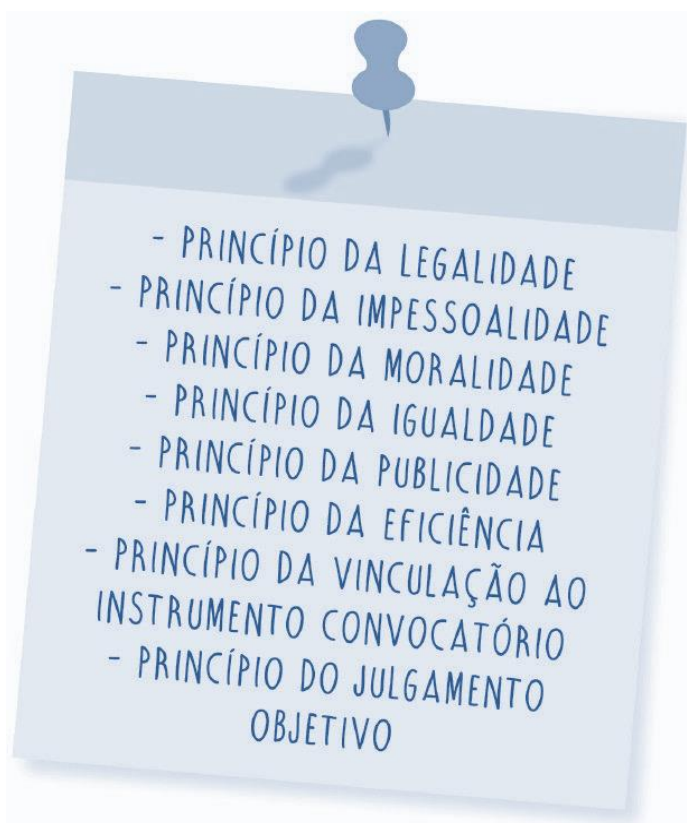 - PRINCÍPIO DA LEGALIDADE
- PRINCÍPIO DA IMPESSOALIDADE
- PRINCÍPIO DA MORALIDADE
- PRINCÍPIO DA IGUALDADE
- PRINCÍPIO DA PUBLICIDADE
- PRINCÍPIO DA EFICIÊNCIA
- PRINCÍPIO DA VINCULAÇÃO AO
INSTRUMENTO CONVOCATÓRIO
- PRINCÍPIO DO JULGAMENTO
OBJETIVO